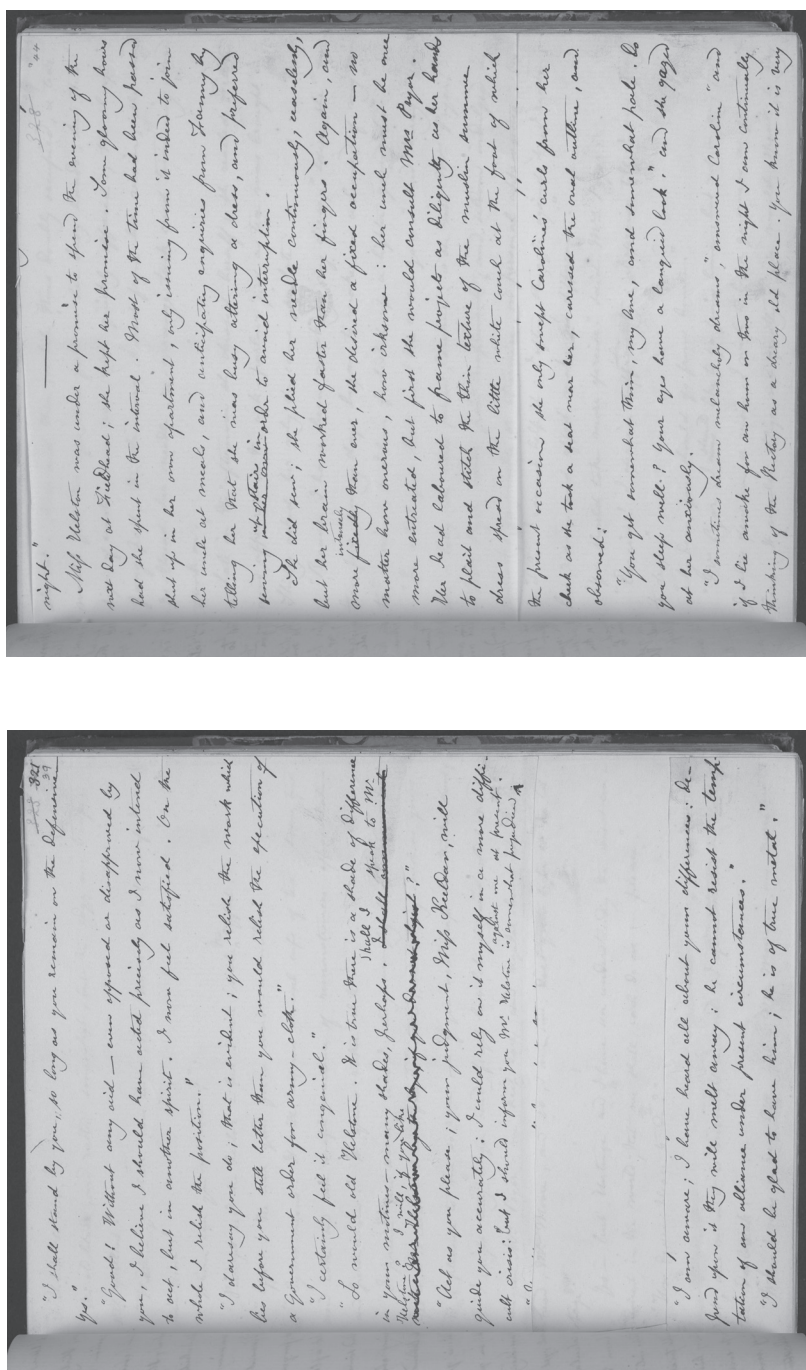 44
night."
Miss Helstone was under a promise to spend the evening of the
next day at Fieldhead; she kept her promise. Some gloomy hours
had she spent in the interval. Most of the time had been passed
shut up in her own apartment, only issuing from it indeed to join
her uncle at meals, and anticipating enquiries from Fanny by
telling her that she was busy altering a dress, and preferred
sewing up-stairs in order to avoid interruption.
She did sew; she plied her needle continuously, ceaselessly,
but her brain worked faster than her fingers. Again, and
more fixedly intensely than ever, she desired a fixed occupation — no
matter how onerous, how irksome: her uncle must be once
more entreated, but first she would consult Mrs Pryor.
Her head laboured to frame projects as diligently as her hands
to plait and stitch the thin texture of the muslin summer
dress spread on the little white couch at the foot of which
the present occasion she only swept Caroline's curls from her
cheek as she took a seat near her, caressed the oval outline, and
observed:
"You get somewhat thin, my love, and somewhat pale. Do
you sleep well? Your eyes have a languid look." and she gazed
at her anxiously.
"I sometimes dream melancholy dreams," answered Caroline "and
if I lie awake for an hour or two in the night I am continually
thinking of the Rectory as a dreary old place. You know it is very
321
39
"I shall stand by you, so long as you remain on the defensive
yes."
"Good! Without any aid — even opposed or disapproved by
you, I believe I should have acted precisely as I now intend
to act, but in another spirit. I now feel satisfied. On the
whole I relish the position."
"I daresay you do; that is evident; you relish the work which
lies before you still better than you would relish the execution of
a Government order for army-cloth."
"I certainly feel it congenial."
"So would old Helstone. It is true there is a shade of difference
in your motives — many shades, perhaps. Shall I speak to Mr
Helstone? I will if you like."
"Act as you please; your judgment, Miss Keeldar, will
guide you accurately: I could rely on it myself in a more diffi-
cult crisis: but I should inform you Mr Helstone is somewhat prejudiced against me at present.
"I am aware; I have heard all about your differences: de-
pend upon it they will melt away: he cannot resist the temp-
tation of an alliance under present circumstances."
"I should be glad to have him; he is of true metal."